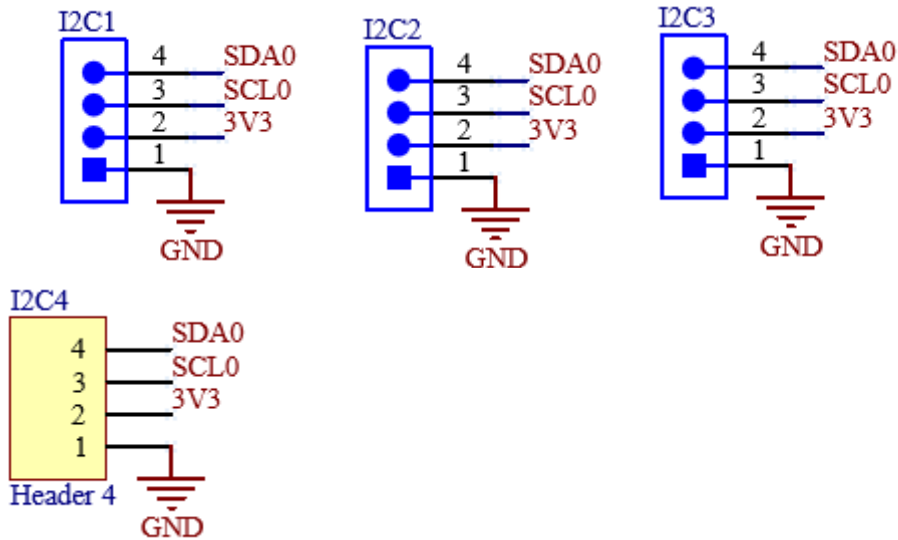 I2C1
4 SDA0
3 SCL0
2 3V3
1
GND
I2C2
4 SDA0
3 SCL0
2 3V3
1
GND
I2C3
4 SDA0
3 SCL0
2 3V3
1
GND
I2C4
4 SDA0
3 SCL0
2 3V3
1
Header 4
GND